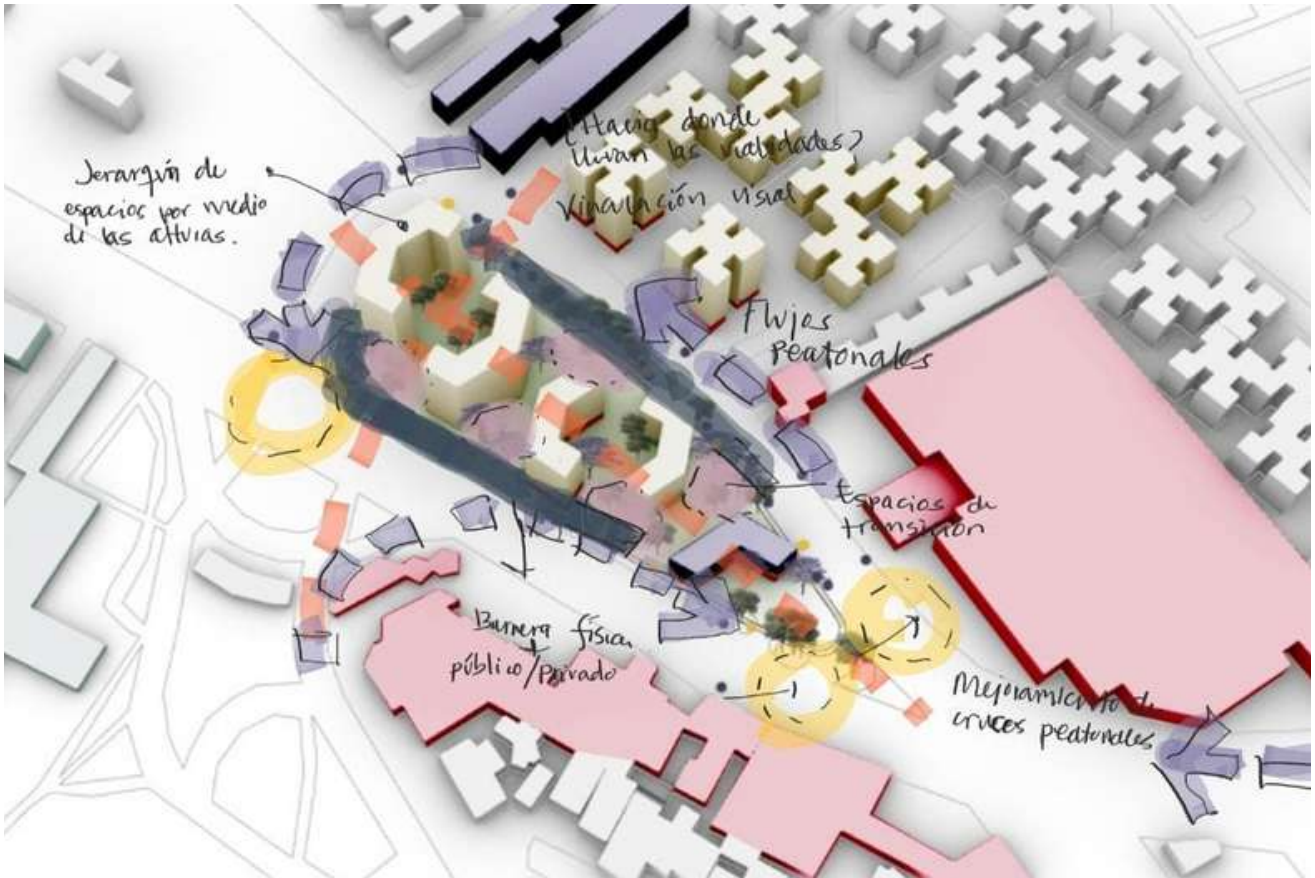 Jerarquía de
espacios por medio
de las alturas.
¿Hacia donde
llevan las vialidades?
Vinculación visual
Flujos
peatonales
Espacios de
transición
Barrera física
público/privado
Mejoramiento de
cruces peatonales